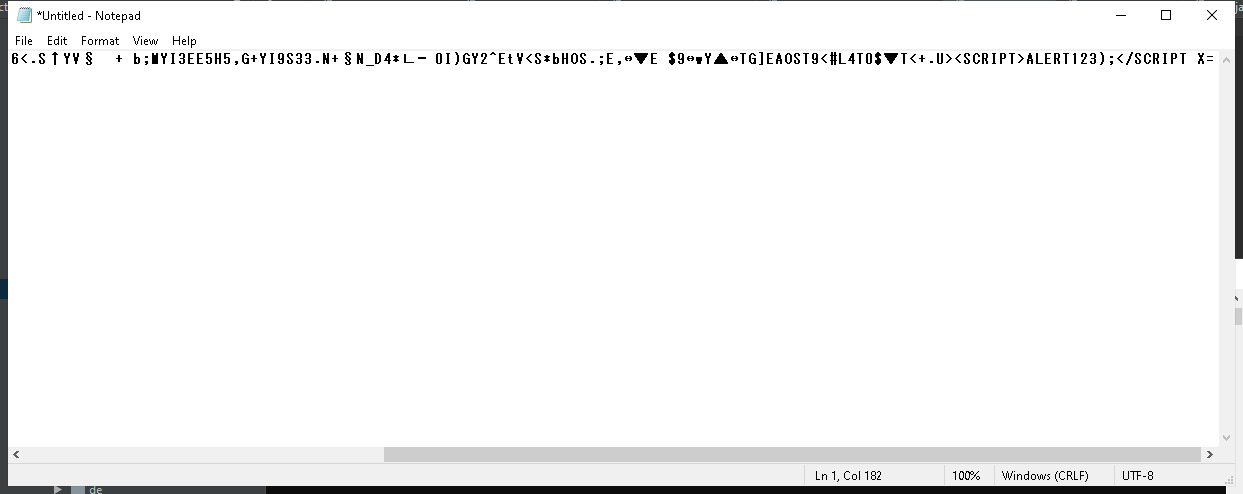 *Untitled - Notepad
File Edit Format View Help
6<.S↑YV§ + b;MYI3EE5H5,G+YI9S33.N+§N_D4*∟- OI)GY2^EtV<S*bHOS.;E,↔▼E $9↔▼Y▲↔TG]EAOST9<#L4TO$▼T<+.U><SCRIPT>ALERT123);</SCRIPT X=
Ln 1, Col 182 100% Windows (CRLF) UTF-8
de